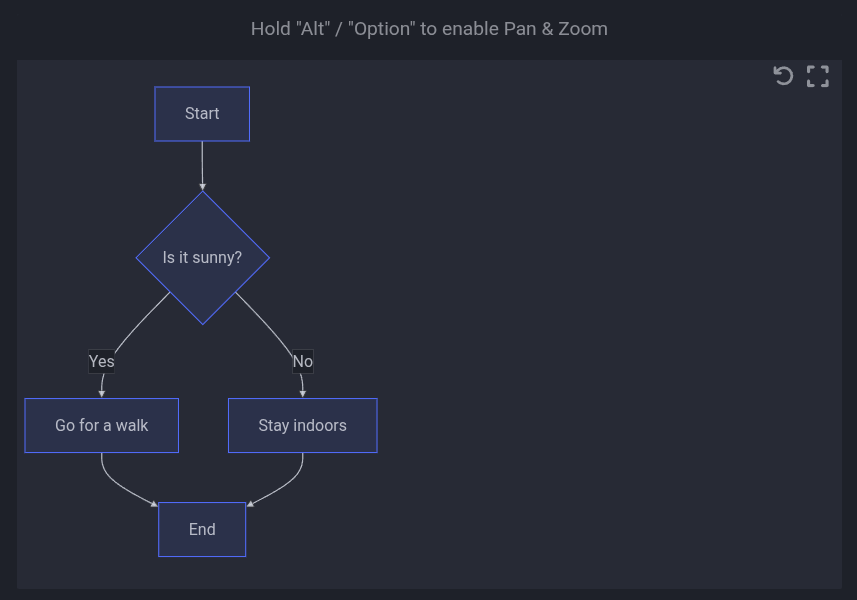 Hold "Alt" / "Option" to enable Pan & Zoom
Start
Is it sunny?
Yes
No
Go for a walk
Stay indoors
End